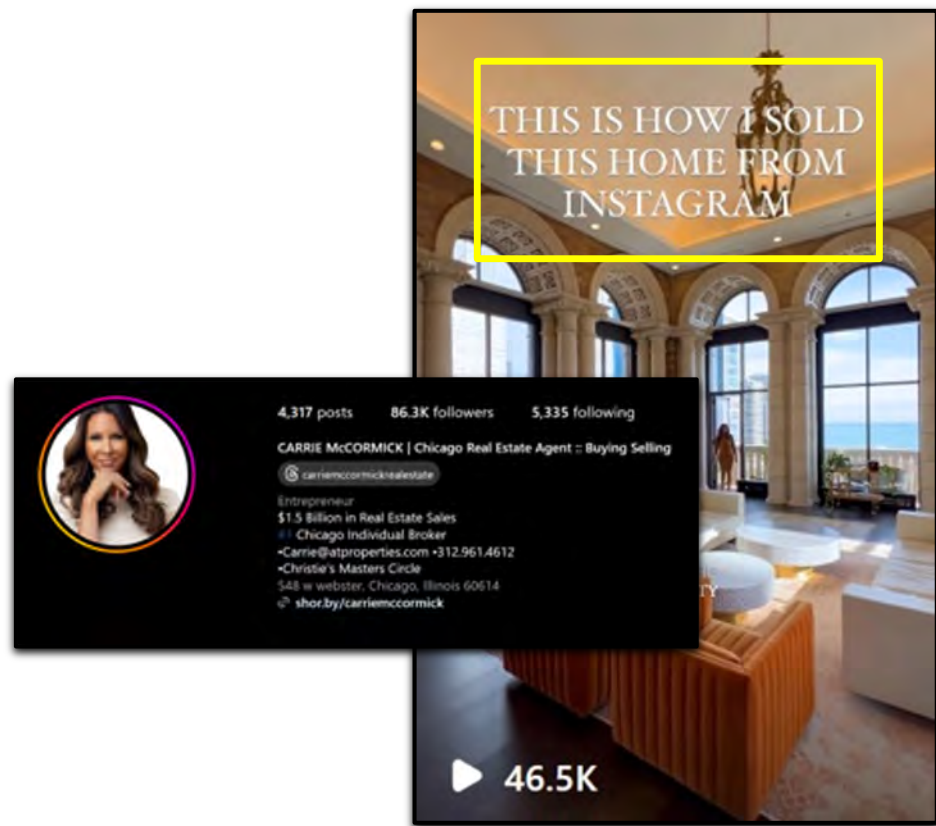 THIS IS HOW I SOLD
THIS HOME FROM
INSTAGRAM
4,317 posts 86.3K followers 5,335 following
CARRIE McCORMICK | Chicago Real Estate Agent :: Buying Selling
carriemccormickrealestate
Entrepreneur
$1.5 Billion in Real Estate Sales
#1 Chicago Individual Broker
•Carrie@atproperties.com •312.961.4612
•Christie's Masters Circle
548 w webster, Chicago, Illinois 60614
shor.by/carriemccormick
TY
46.5K